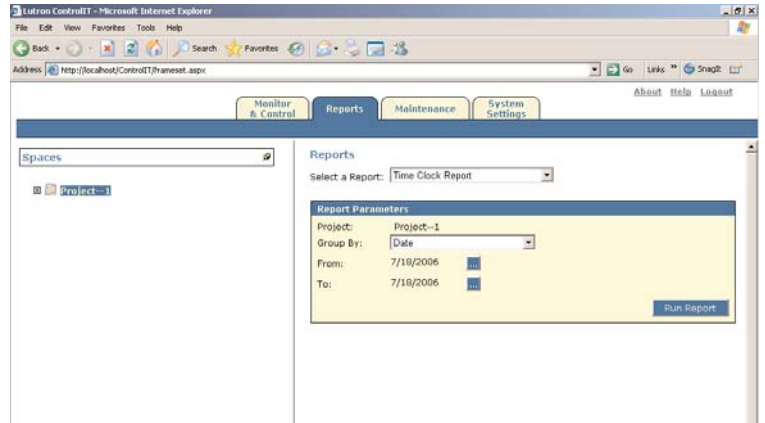 Lutron ControlIT - Microsoft Internet Explorer
File Edit View Favorites Tools Help
Back Search Favorites
Address http://localhost/ControlIT/frameset.aspx Go Links » SnagIt
About Help Logout
Monitor & Control Reports Maintenance System Settings
Spaces
Project--1
Reports
Select a Report: Time Clock Report
Report Parameters
Project: Project--1
Group By: Date
From: 7/18/2006 ...
To: 7/18/2006 ...
Run Report